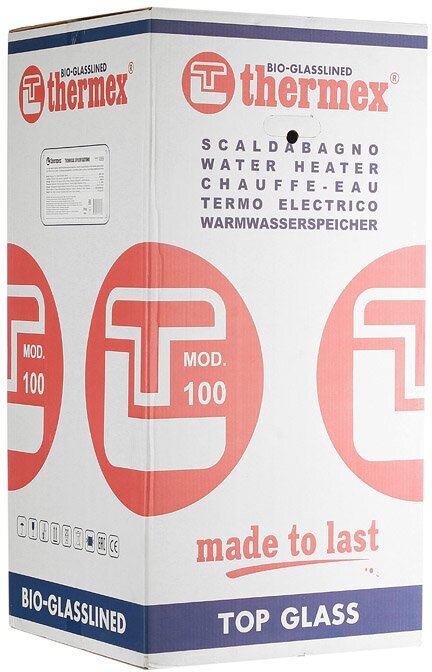 BIO-GLASSLINED
thermex®
thermex
MOD.
100
BIO-GLASSLINED
BIO-GLASSLINED
thermex®
SCALDABAGNO
WATER HEATER
CHAUFFE-EAU
TERMO ELECTRICO
WARMWASSERSPEICHER
MOD.
100
made to last
TOP GLASS